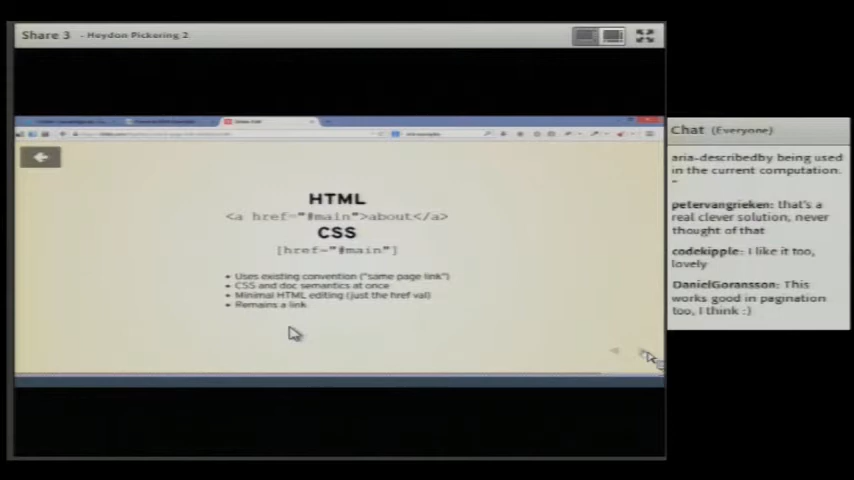 Share 3 - Heydon Pickering 2
HTML
<a href="#main">about</a>
CSS
[href="#main"]
• Uses existing convention ("same page link")
• CSS and doc semantics at once
• Minimal HTML editing (just the href val)
• Remains a link
Chat (Everyone)
aria-describedby being used
in the current computation.
"
petervangrieken: that's a
real clever solution, never
thought of that
codekipple: I like it too,
lovely
DanielGoransson: This
works good in pagination
too, I think :)